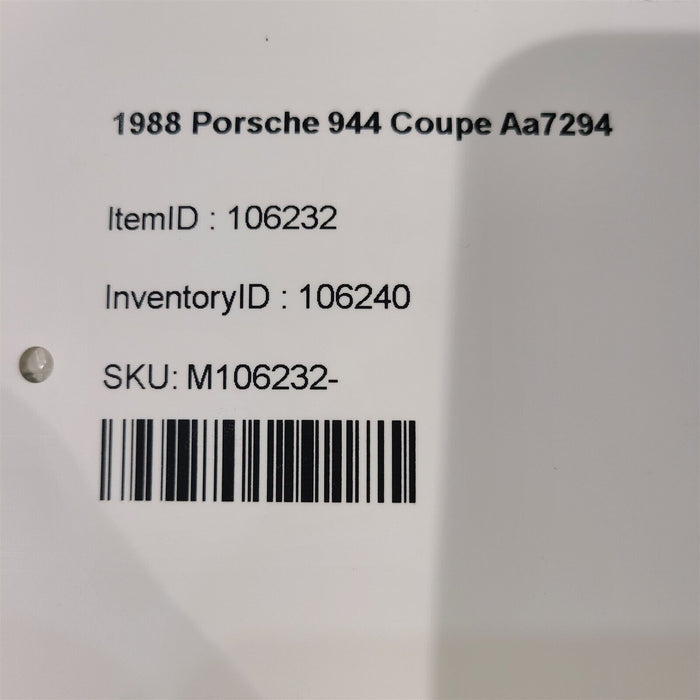 1988 Porsche 944 Coupe Aa7294
ItemID : 106232
InventoryID : 106240
SKU: M106232-